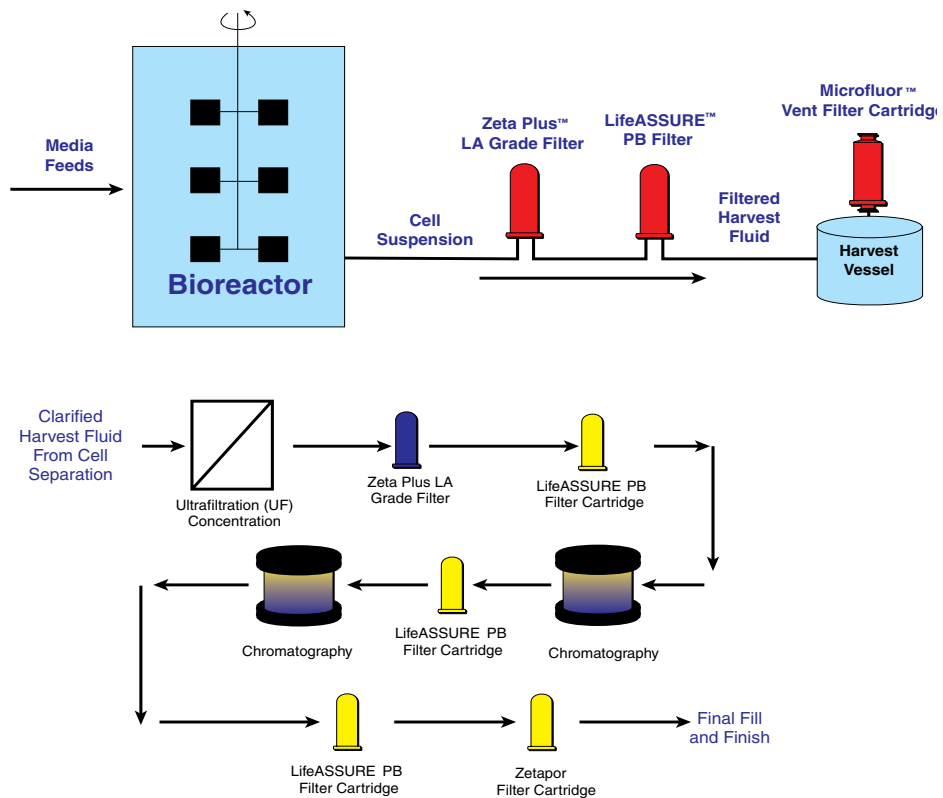 Microfluor™
Vent Filter Cartridge
Zeta Plus™
LA Grade Filter
LifeASSURE™
PB Filter
Media
Feeds
Cell
Suspension
Filtered
Harvest
Fluid
Harvest
Vessel
Bioreactor
Clarified
Harvest Fluid
From Cell
Separation
Ultrafiltration (UF)
Concentration
Zeta Plus LA
Grade Filter
LifeASSURE PB
Filter Cartridge
Chromatography
LifeASSURE PB
Filter Cartridge
Chromatography
LifeASSURE PB
Filter Cartridge
Zetapor
Filter Cartridge
Final Fill
and Finish